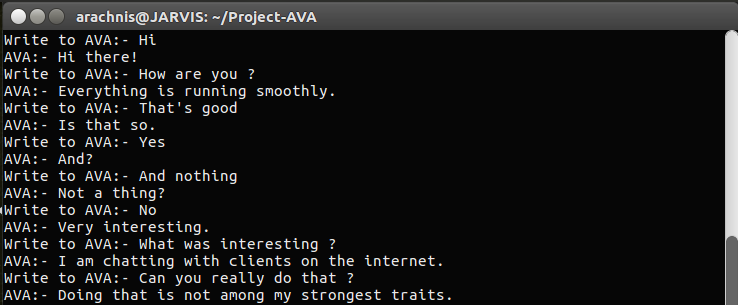 arachnis@JARVIS: ~/Project-AVA
Write to AVA:- Hi
AVA:- Hi there!
Write to AVA:- How are you ?
AVA:- Everything is running smoothly.
Write to AVA:- That's good
AVA:- Is that so.
Write to AVA:- Yes
AVA:- And?
Write to AVA:- And nothing
AVA:- Not a thing?
Write to AVA:- No
AVA:- Very interesting.
Write to AVA:- What was interesting ?
AVA:- I am chatting with clients on the internet.
Write to AVA:- Can you really do that ?
AVA:- Doing that is not among my strongest traits.